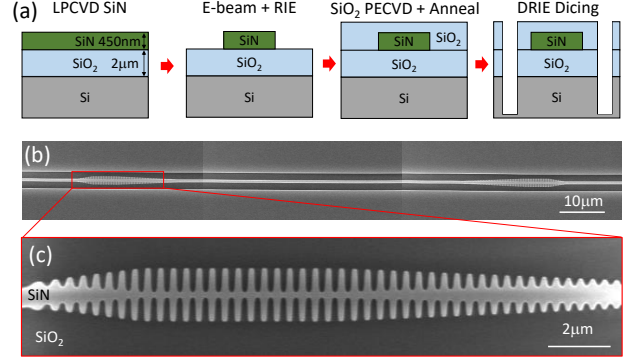 (a)
LPCVD SiN
E-beam + RIE
SiO2 PECVD + Anneal
DRIE Dicing
SiN 450nm
SiO2 2μm
Si
SiN
SiO2
Si
SiN
SiO2
SiO2
Si
SiN
SiO2
Si
(b)
10μm
(c)
SiN
SiO2
2μm